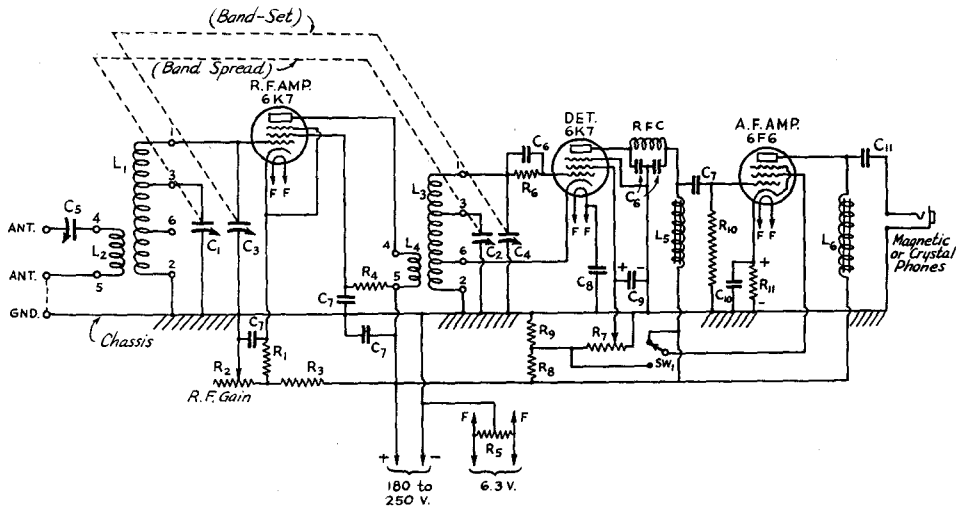 (Band-Set)
(Band Spread)
R.F. AMP.
6K7
DET.
6K7
RFC
A.F. AMP.
6F6
C11
1
L1
3
F F
C6
R6
1
L3
3
C6
C7
F F
C5
ANT.
4
6
L2
C1
C3
4
L4
6
C2
C4
F F
L5
R10
L6
Magnetic
or Crystal
Phones
ANT.
5
2
R4
5
2
C8
+ -
C9
C10
+
R11
-
GND.
C7
Chassis
C7
R1
C7
R9
R7
SW1
R2
R3
R8
R.F. Gain
F F
R5
+ -
180 to
250 V.
6.3 V.